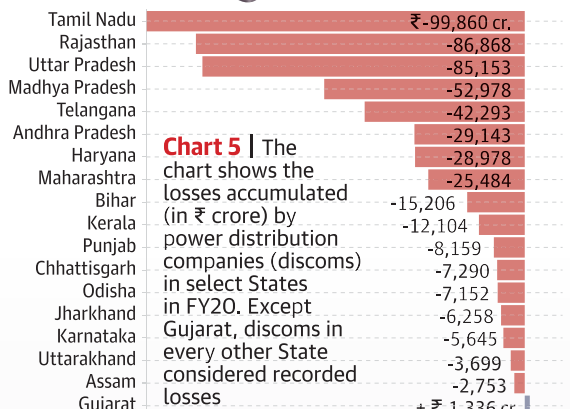 Tamil Nadu ₹-99,860 cr.
Rajasthan -86,868
Uttar Pradesh -85,153
Madhya Pradesh -52,978
Telangana -42,293
Andhra Pradesh -29,143
Haryana -28,978
Maharashtra -25,484
Bihar -15,206
Kerala -12,104
Punjab -8,159
Chhattisgarh -7,290
Odisha -7,152
Jharkhand -6,258
Karnataka -5,645
Uttarakhand -3,699
Assam -2,753
Gujarat + ₹ 1,336 cr
Chart 5 | The
chart shows the
losses accumulated
(in ₹ crore) by
power distribution
companies (discoms)
in select States
in FY20. Except
Gujarat, discoms in
every other State
considered recorded
losses